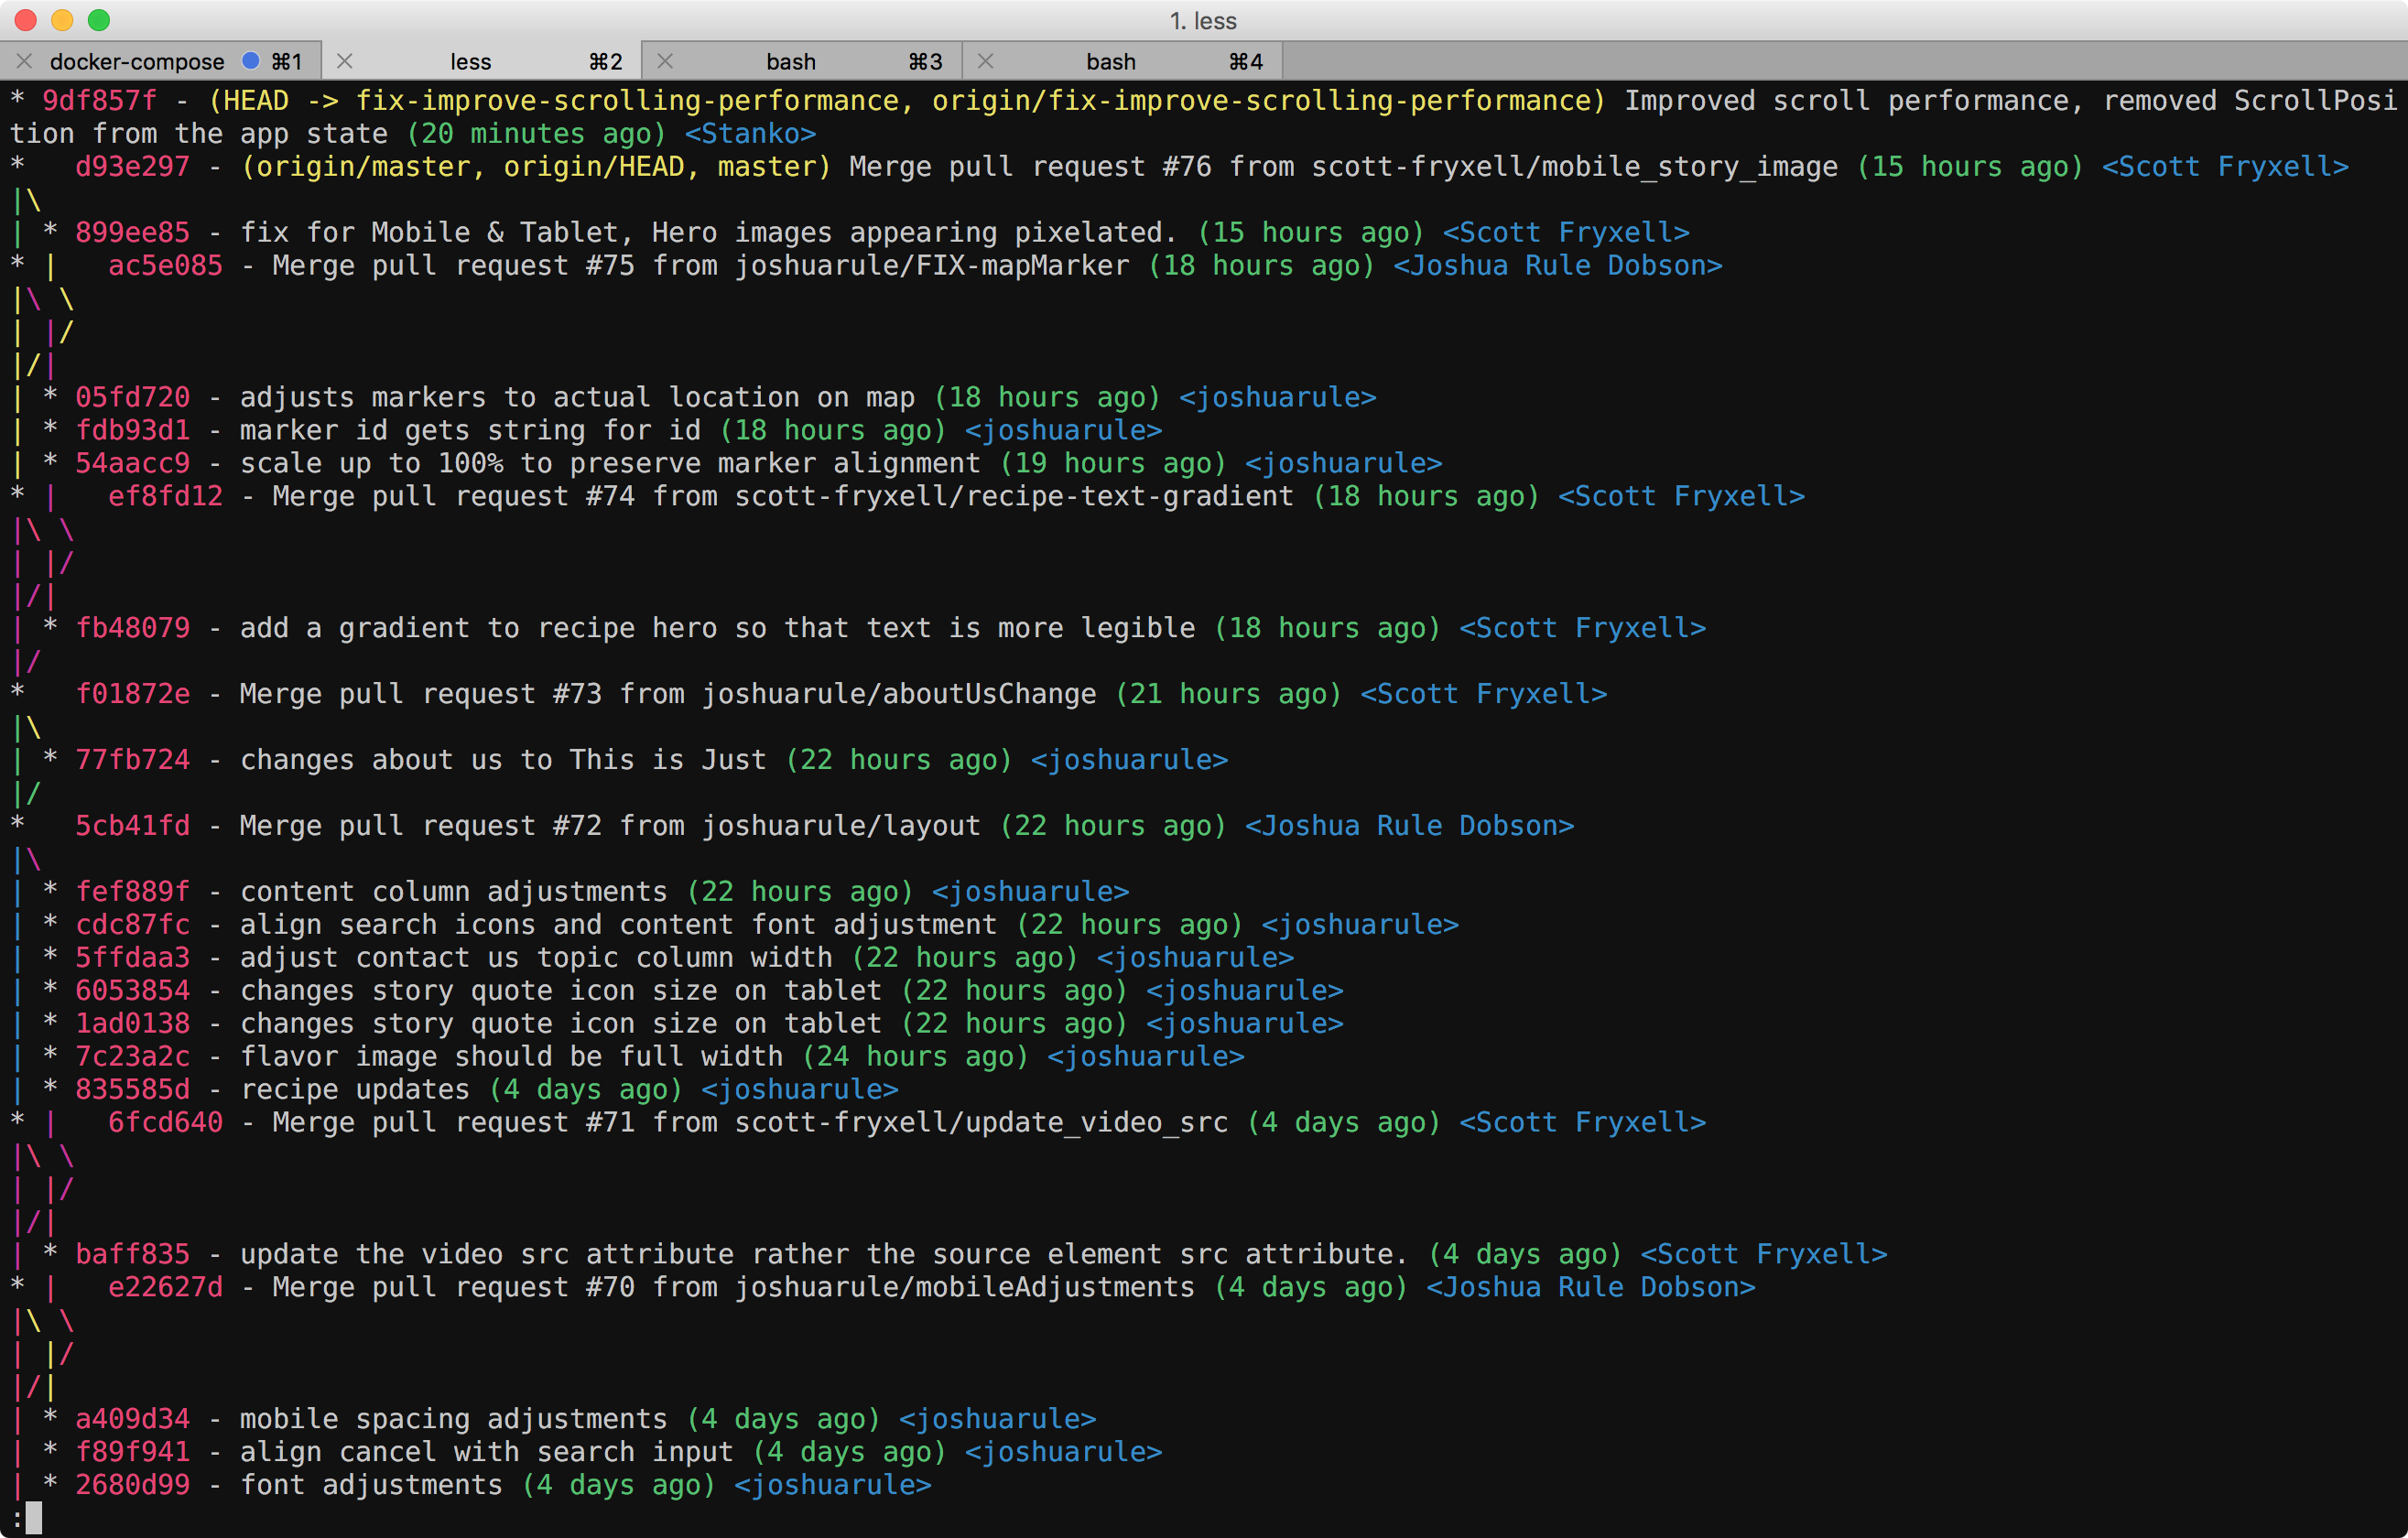 1. less
docker-compose ⌘1 less ⌘2 bash ⌘3 bash ⌘4
* 9df857f - (HEAD -> fix-improve-scrolling-performance, origin/fix-improve-scrolling-performance) Improved scroll performance, removed ScrollPosi
tion from the app state (20 minutes ago) <Stanko>
*   d93e297 - (origin/master, origin/HEAD, master) Merge pull request #76 from scott-fryxell/mobile_story_image (15 hours ago) <Scott Fryxell>
|\
| * 899ee85 - fix for Mobile & Tablet, Hero images appearing pixelated. (15 hours ago) <Scott Fryxell>
* |   ac5e085 - Merge pull request #75 from joshuarule/FIX-mapMarker (18 hours ago) <Joshua Rule Dobson>
|\ \
| |/
|/|
| * 05fd720 - adjusts markers to actual location on map (18 hours ago) <joshuarule>
| * fdb93d1 - marker id gets string for id (18 hours ago) <joshuarule>
| * 54aacc9 - scale up to 100% to preserve marker alignment (19 hours ago) <joshuarule>
* |   ef8fd12 - Merge pull request #74 from scott-fryxell/recipe-text-gradient (18 hours ago) <Scott Fryxell>
|\ \
| |/
|/|
| * fb48079 - add a gradient to recipe hero so that text is more legible (18 hours ago) <Scott Fryxell>
|/
*   f01872e - Merge pull request #73 from joshuarule/aboutUsChange (21 hours ago) <Scott Fryxell>
|\
| * 77fb724 - changes about us to This is Just (22 hours ago) <joshuarule>
|/
*   5cb41fd - Merge pull request #72 from joshuarule/layout (22 hours ago) <Joshua Rule Dobson>
|\
| * fef889f - content column adjustments (22 hours ago) <joshuarule>
| * cdc87fc - align search icons and content font adjustment (22 hours ago) <joshuarule>
| * 5ffdaa3 - adjust contact us topic column width (22 hours ago) <joshuarule>
| * 6053854 - changes story quote icon size on tablet (22 hours ago) <joshuarule>
| * 1ad0138 - changes story quote icon size on tablet (22 hours ago) <joshuarule>
| * 7c23a2c - flavor image should be full width (24 hours ago) <joshuarule>
| * 835585d - recipe updates (4 days ago) <joshuarule>
* |   6fcd640 - Merge pull request #71 from scott-fryxell/update_video_src (4 days ago) <Scott Fryxell>
|\ \
| |/
|/|
| * baff835 - update the video src attribute rather the source element src attribute. (4 days ago) <Scott Fryxell>
* |   e22627d - Merge pull request #70 from joshuarule/mobileAdjustments (4 days ago) <Joshua Rule Dobson>
|\ \
| |/
|/|
| * a409d34 - mobile spacing adjustments (4 days ago) <joshuarule>
| * f89f941 - align cancel with search input (4 days ago) <joshuarule>
| * 2680d99 - font adjustments (4 days ago) <joshuarule>
: